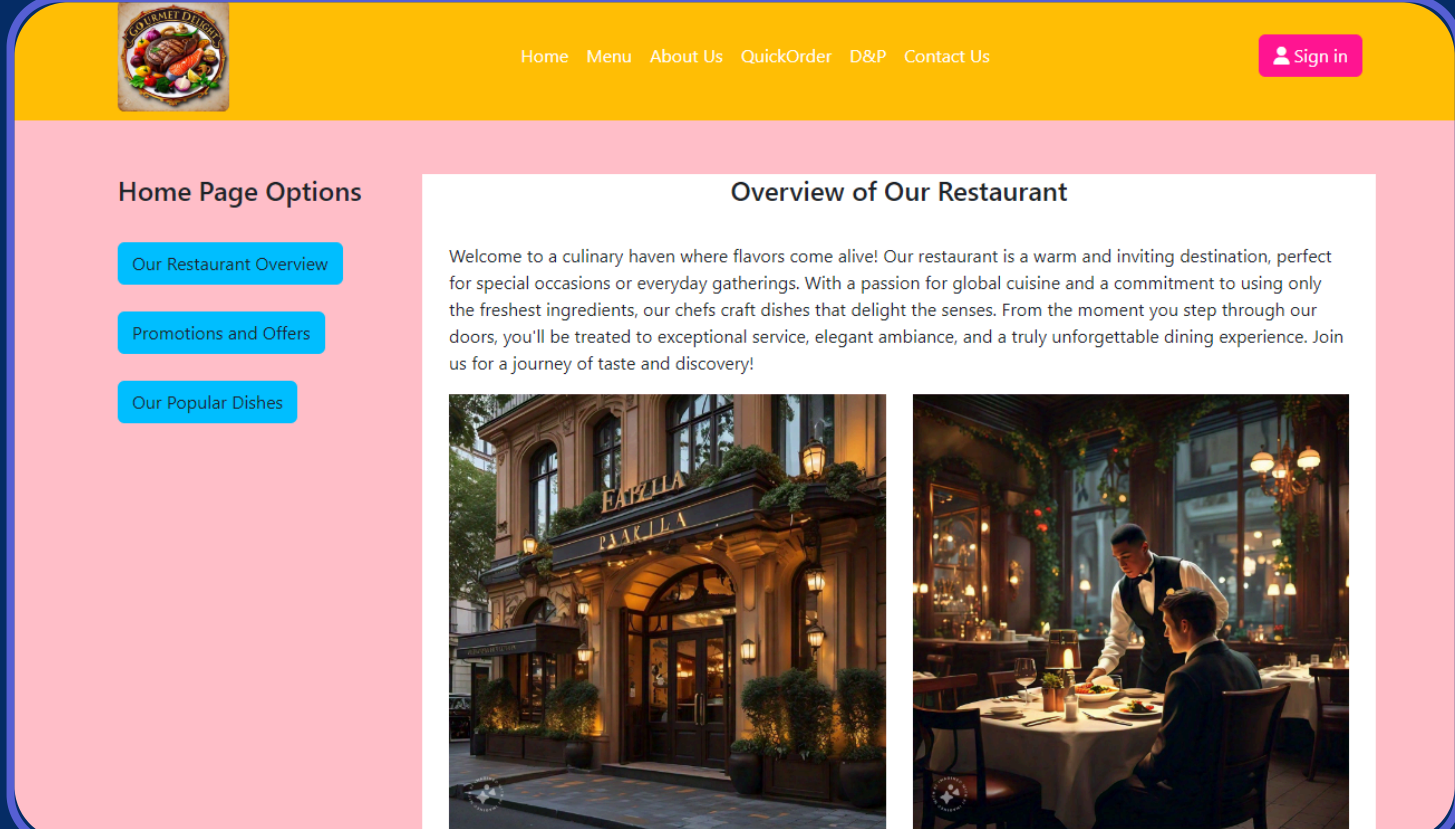 GOURMET DELIGHT
Home Menu About Us QuickOrder D&P Contact Us
Sign in
Home Page Options
Our Restaurant Overview
Promotions and Offers
Our Popular Dishes
Overview of Our Restaurant
Welcome to a culinary haven where flavors come alive! Our restaurant is a warm and inviting destination, perfect
for special occasions or everyday gatherings. With a passion for global cuisine and a commitment to using only
the freshest ingredients, our chefs craft dishes that delight the senses. From the moment you step through our
doors, you'll be treated to exceptional service, elegant ambiance, and a truly unforgettable dining experience. Join
us for a journey of taste and discovery!